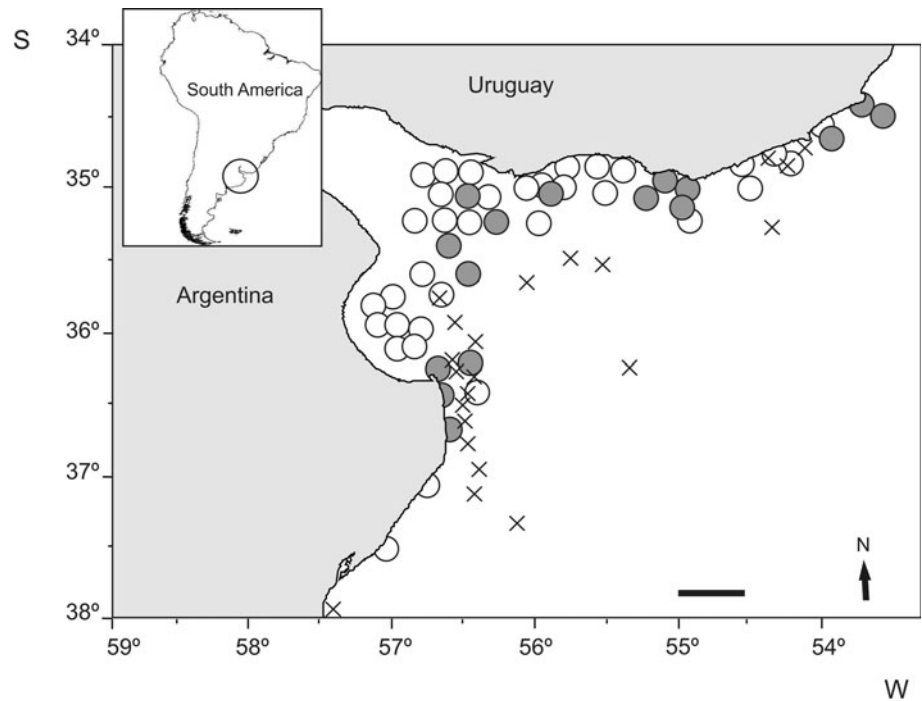 S
34º
South America
Uruguay
35º
Argentina
36º
37º
N
38º
59º
58º
57º
56º
55º
54º
W